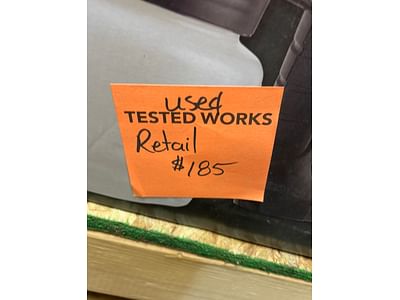 used
TESTED WORKS
Retail
$185